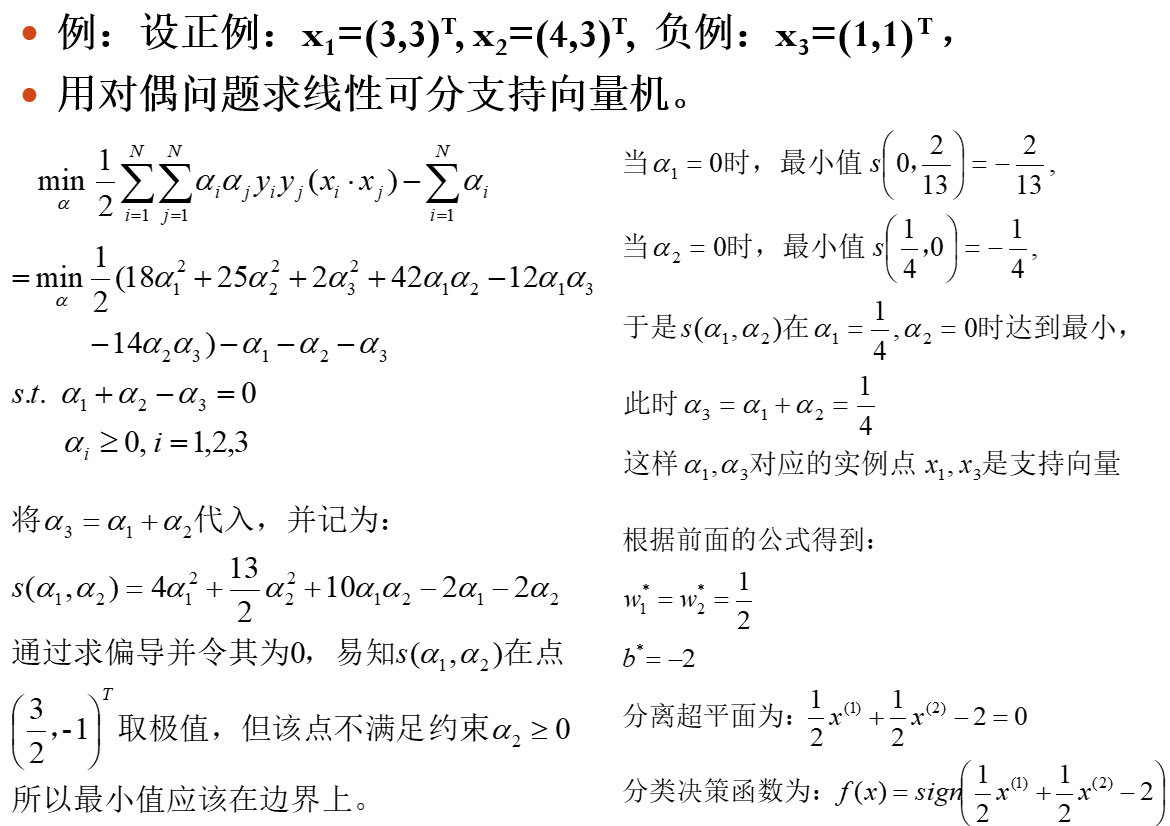 • 例：设正例：x₁=(3,3)ᵀ, x₂=(4,3)ᵀ, 负例：x₃=(1,1)ᵀ，
• 用对偶问题求线性可分支持向量机。
$\min_{\alpha} \frac{1}{2}\sum_{i=1}^{N}\sum_{j=1}^{N}\alpha_i\alpha_j y_i y_j (x_i \cdot x_j) - \sum_{i=1}^{N}\alpha_i$
$= \min_{\alpha} \frac{1}{2}(18\alpha_1^2 + 25\alpha_2^2 + 2\alpha_3^2 + 42\alpha_1\alpha_2 - 12\alpha_1\alpha_3$
$-14\alpha_2\alpha_3) - \alpha_1 - \alpha_2 - \alpha_3$
$s.t.\ \alpha_1 + \alpha_2 - \alpha_3 = 0$
$\alpha_i \geq 0, i = 1,2,3$
将$\alpha_3 = \alpha_1 + \alpha_2$代入，并记为：
$s(\alpha_1,\alpha_2) = 4\alpha_1^2 + \frac{13}{2}\alpha_2^2 + 10\alpha_1\alpha_2 - 2\alpha_1 - 2\alpha_2$
通过求偏导并令其为0，易知$s(\alpha_1,\alpha_2)$在点
$\left(\frac{3}{2}, -1\right)^T$取极值，但该点不满足约束$\alpha_2 \geq 0$
所以最小值应该在边界上。
当$\alpha_1 = 0$时，最小值$s\left(0, \frac{2}{13}\right) = -\frac{2}{13},$
当$\alpha_2 = 0$时，最小值$s\left(\frac{1}{4}, 0\right) = -\frac{1}{4},$
于是$s(\alpha_1,\alpha_2)$在$\alpha_1 = \frac{1}{4}, \alpha_2 = 0$时达到最小，
此时$\alpha_3 = \alpha_1 + \alpha_2 = \frac{1}{4}$
这样$\alpha_1,\alpha_3$对应的实例点$x_1, x_3$是支持向量
根据前面的公式得到：
$w_1^* = w_2^* = \frac{1}{2}$
$b^* = -2$
分离超平面为：$\frac{1}{2}x^{(1)} + \frac{1}{2}x^{(2)} - 2 = 0$
分类决策函数为：$f(x) = sign\left(\frac{1}{2}x^{(1)} + \frac{1}{2}x^{(2)} - 2\right)$